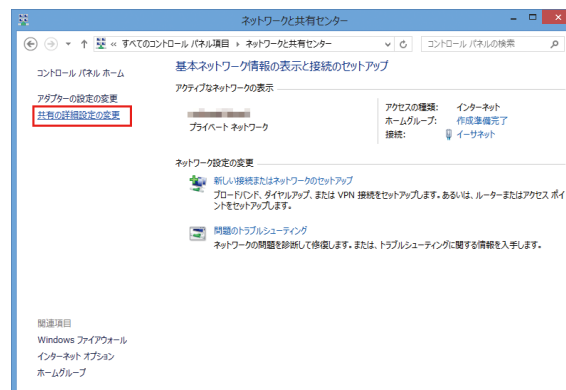 ネットワークと共有センター
« すべてのコントロール パネル項目 ▸ ネットワークと共有センター
コントロール パネルの検索
コントロール パネル ホーム
アダプターの設定の変更
共有の詳細設定の変更
基本ネットワーク情報の表示と接続のセットアップ
アクティブなネットワークの表示
プライベート ネットワーク
アクセスの種類: インターネット
ホームグループ: 作成準備完了
接続: イーサネット
ネットワーク設定の変更
新しい接続またはネットワークのセットアップ
ブロードバンド、ダイヤルアップ、または VPN 接続をセットアップします。あるいは、ルーターまたはアクセス ポイ
ントをセットアップします。
問題のトラブルシューティング
ネットワークの問題を診断して修復します。または、トラブルシューティングに関する情報を入手します。
関連項目
Windows ファイアウォール
インターネット オプション
ホームグループ